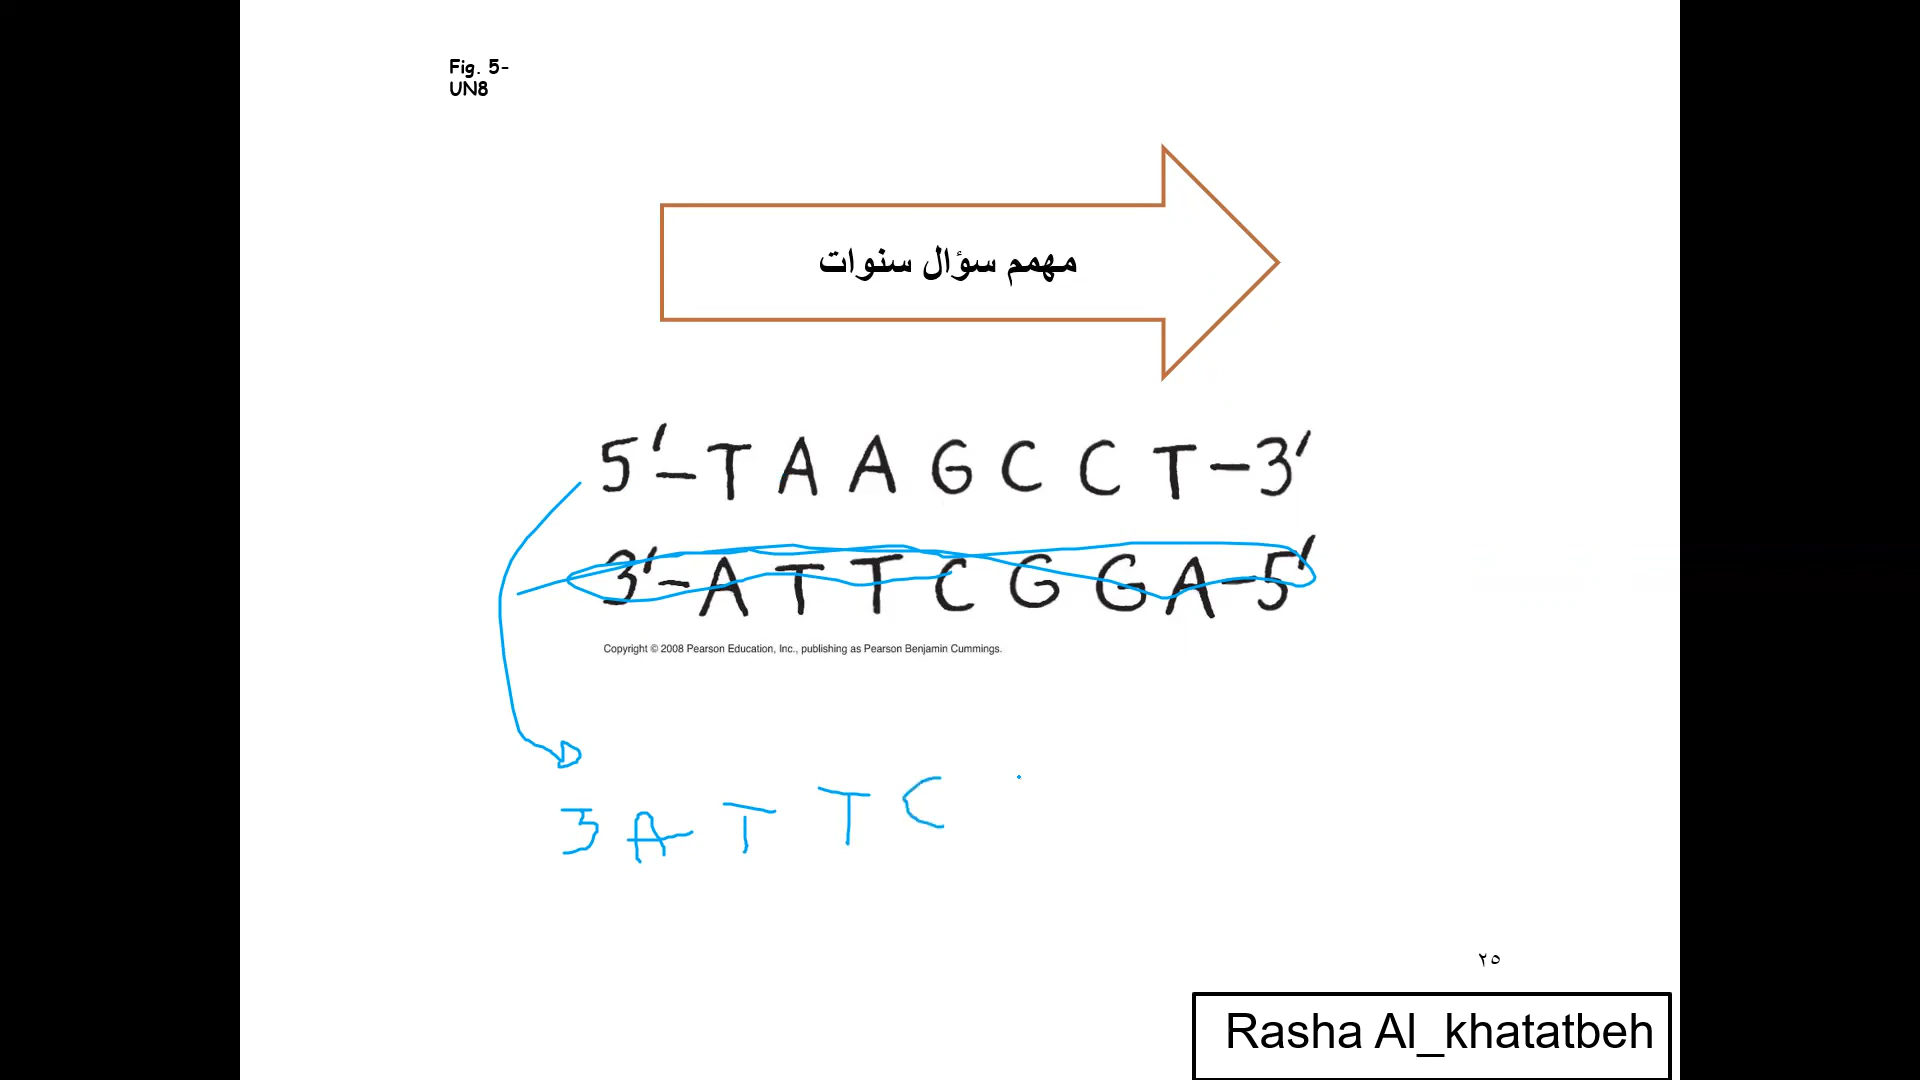 Fig. 5-
UN8
مهمم سؤال سنوات
5'-TAAGCCT-3'
3'-ATTCGGA-5'
Copyright © 2008 Pearson Education, Inc., publishing as Pearson Benjamin Cummings.
3 A T T C
٢٥
Rasha Al_khatatbeh